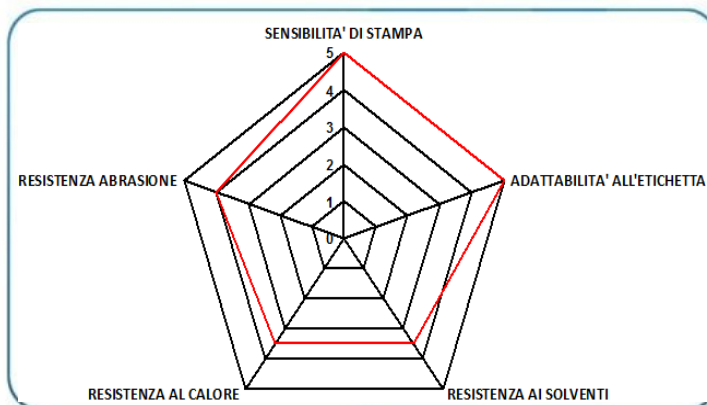 SENSIBILITA' DI STAMPA
5
4
3
2
1
0
RESISTENZA ABRASIONE
ADATTABILITA' ALL'ETICHETTA
RESISTENZA AL CALORE
RESISTENZA AI SOLVENTI